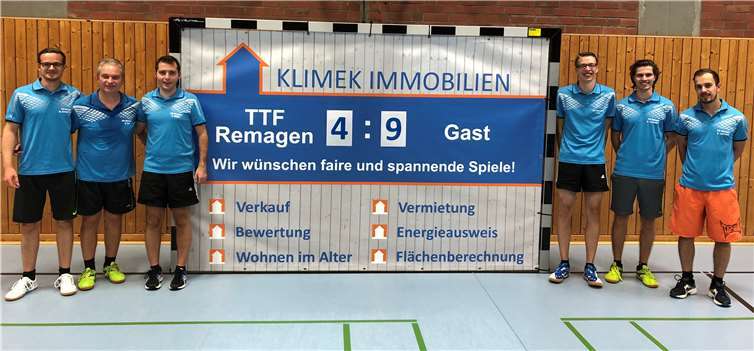 KLIMEK IMMOBILIEN
TTF
Remagen 4 : 9 Gast
Wir wünschen faire und spannende Spiele!
Verkauf Vermietung
Bewertung Energieausweis
Wohnen im Alter Flächenberechnung